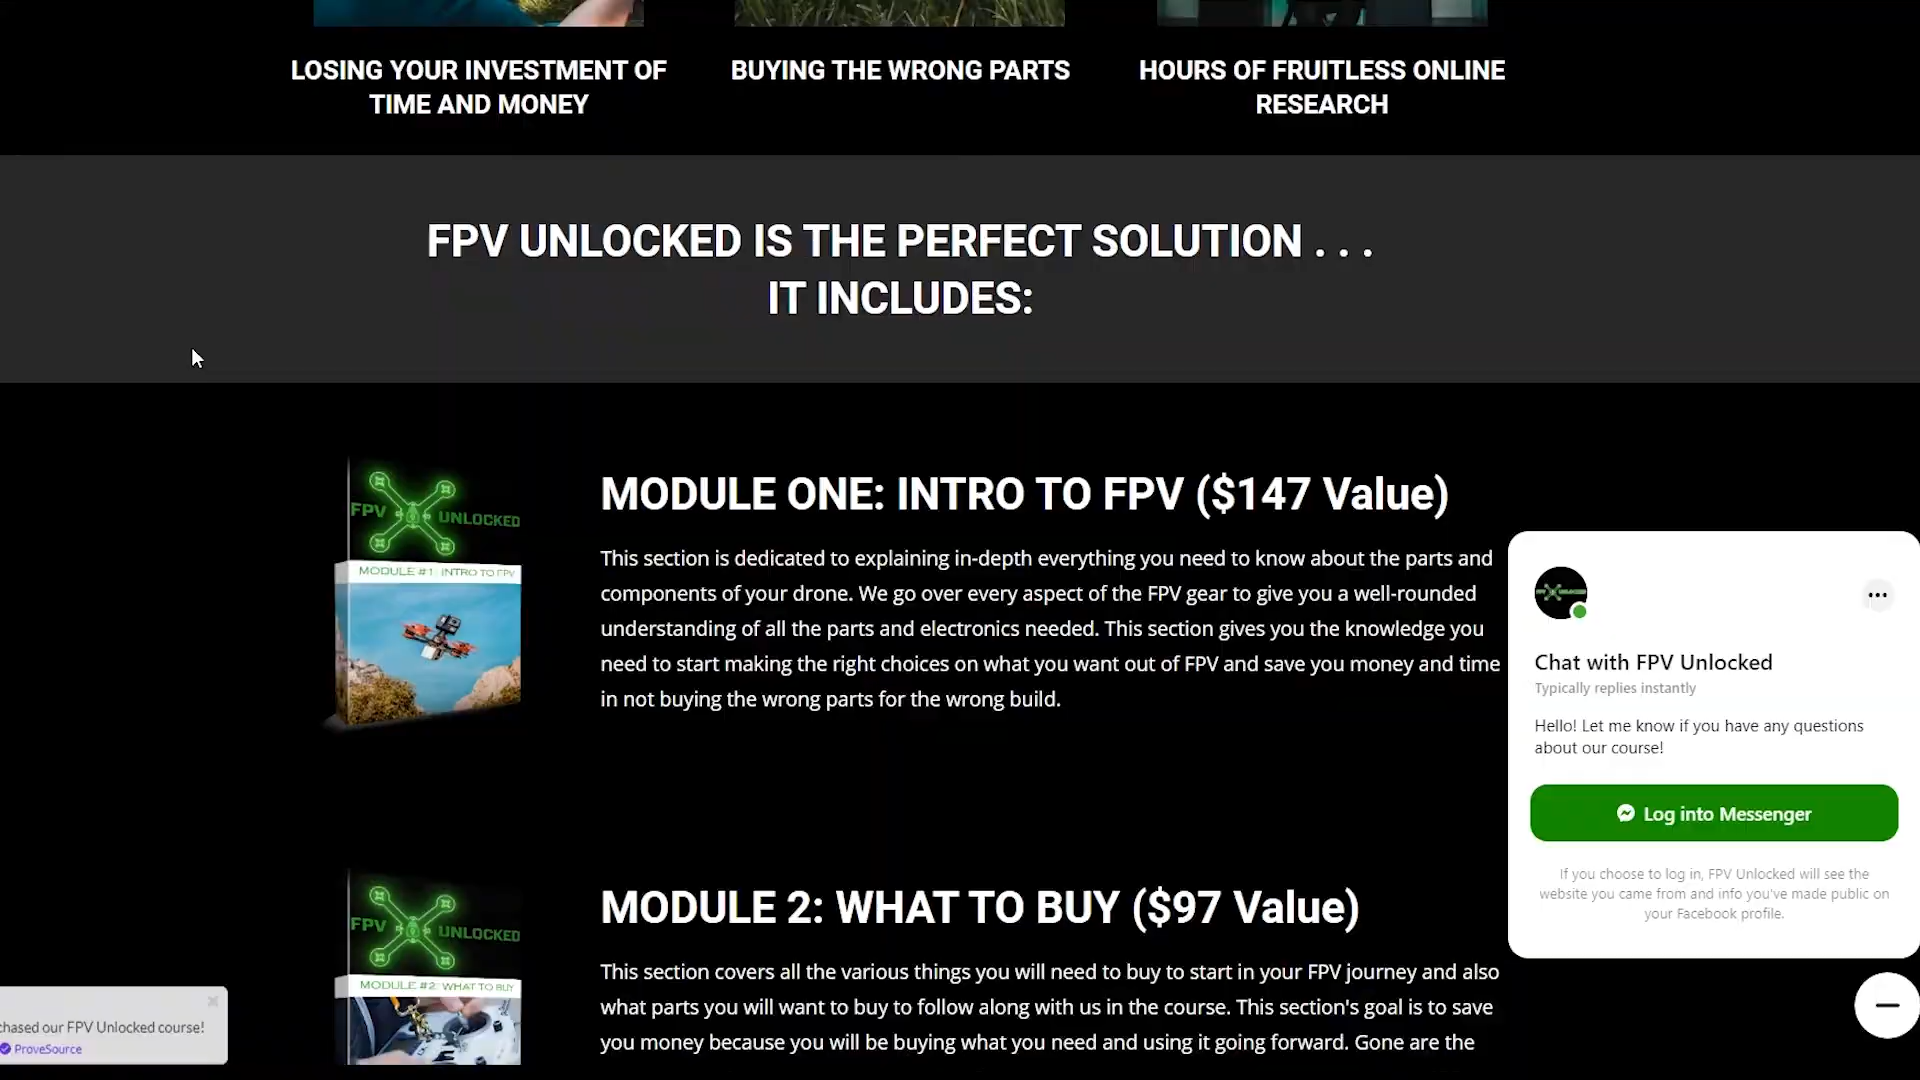 LOSING YOUR INVESTMENT OF
TIME AND MONEY
BUYING THE WRONG PARTS
HOURS OF FRUITLESS ONLINE
RESEARCH
FPV UNLOCKED IS THE PERFECT SOLUTION . . .
IT INCLUDES:
FPV UNLOCKED
MODULE #1: INTRO TO FPV
MODULE ONE: INTRO TO FPV ($147 Value)
This section is dedicated to explaining in-depth everything you need to know about the parts and
components of your drone. We go over every aspect of the FPV gear to give you a well-rounded
understanding of all the parts and electronics needed. This section gives you the knowledge you
need to start making the right choices on what you want out of FPV and save you money and time
in not buying the wrong parts for the wrong build.
FPV UNLOCKED
MODULE #2: WHAT TO BUY
MODULE 2: WHAT TO BUY ($97 Value)
This section covers all the various things you will need to buy to start in your FPV journey and also
what parts you will want to buy to follow along with us in the course. This section's goal is to save
you money because you will be buying what you need and using it going forward. Gone are the
Chat with FPV Unlocked
Typically replies instantly
Hello! Let me know if you have any questions
about our course!
Log into Messenger
If you choose to log in, FPV Unlocked will see the
website you came from and info you've made public on
your Facebook profile.
chased our FPV Unlocked course!
ProveSource